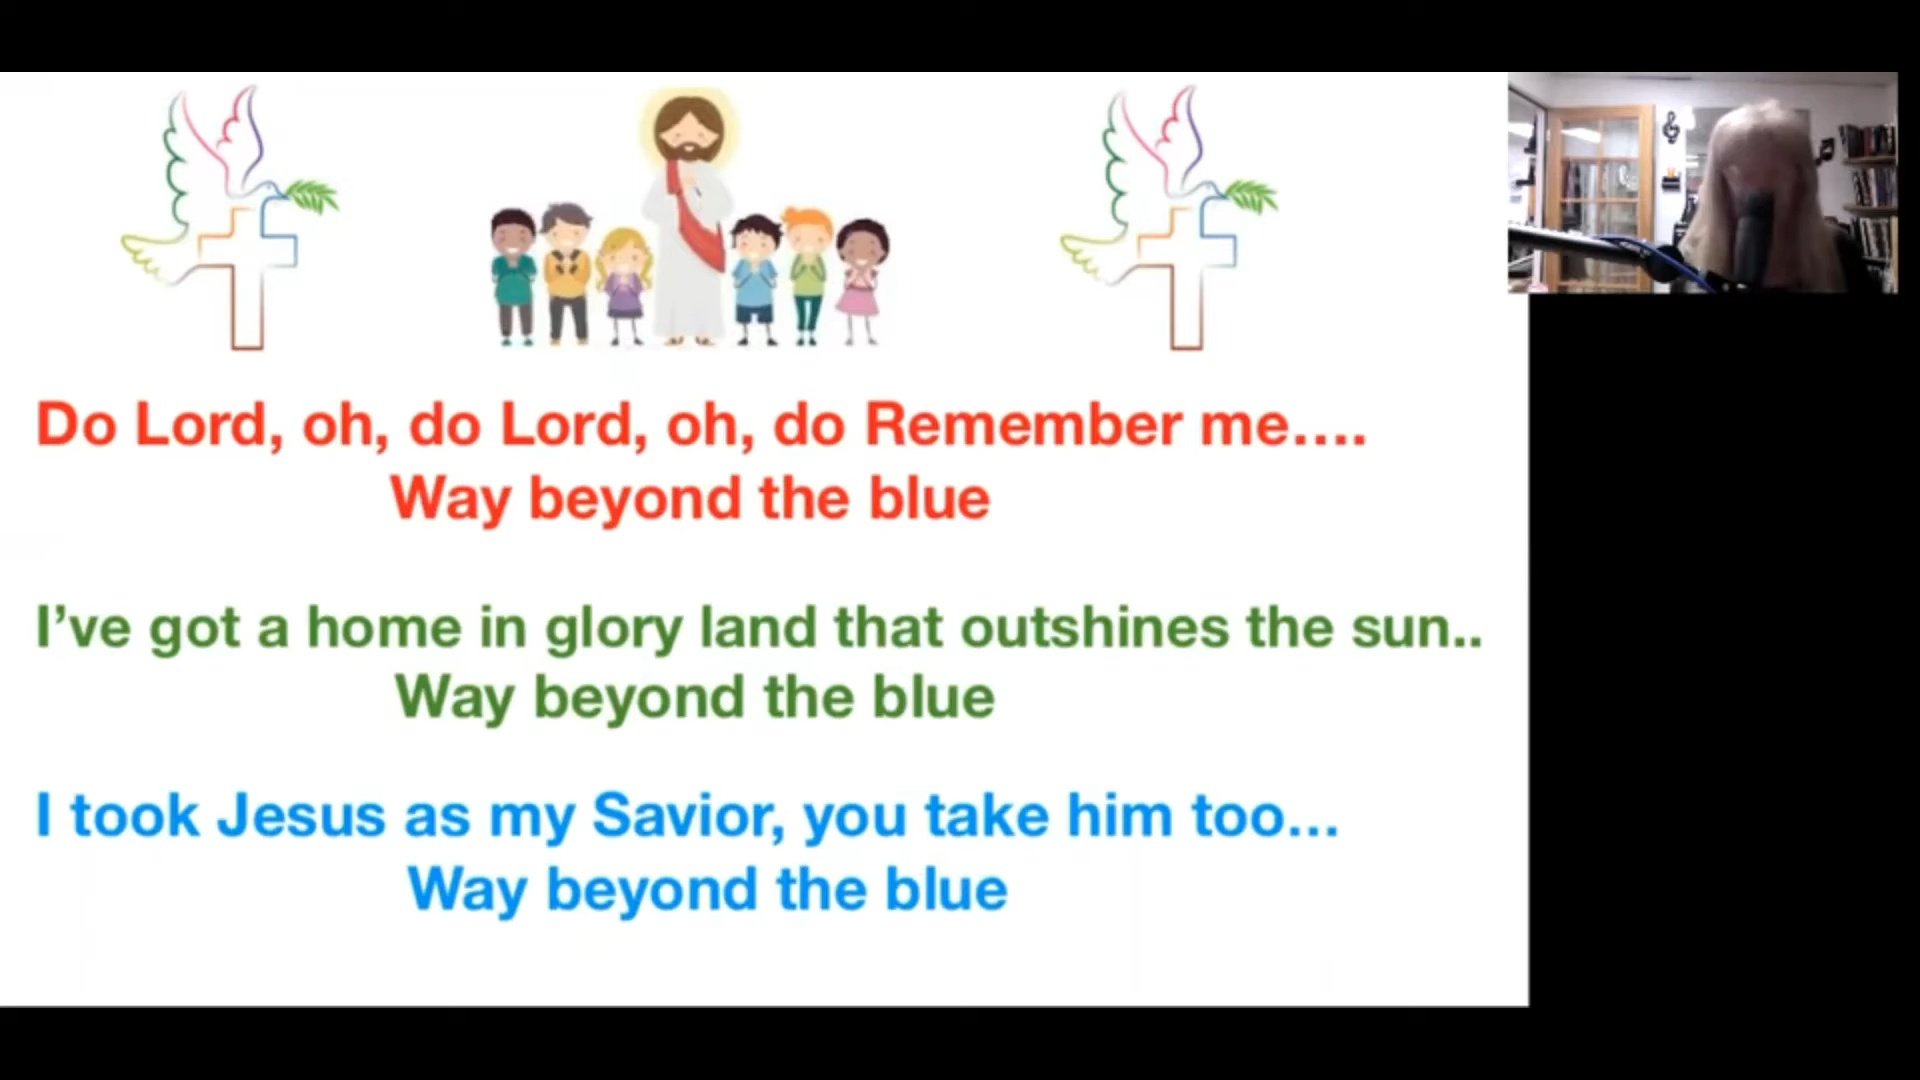 Do Lord, oh, do Lord, oh, do Remember me....
Way beyond the blue
I’ve got a home in glory land that outshines the sun..
Way beyond the blue
I took Jesus as my Savior, you take him too...
Way beyond the blue